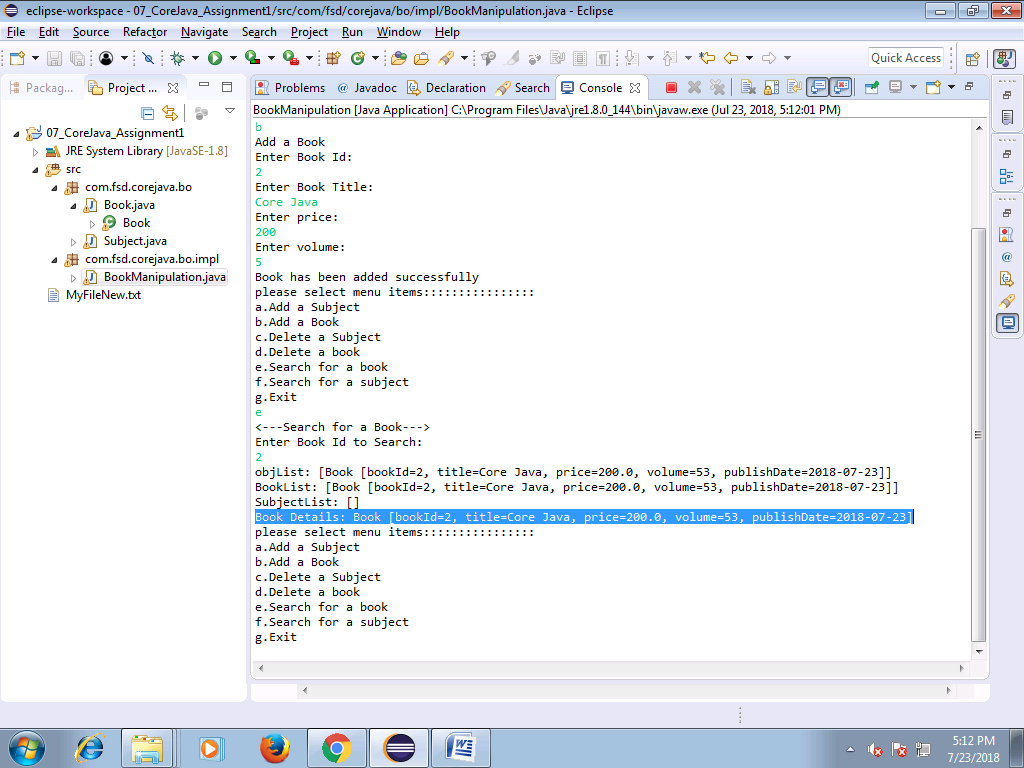 eclipse-workspace - 07_CoreJava_Assignment1/src/com/fsd/corejava/bo/impl/BookManipulation.java - Eclipse
File Edit Source Refactor Navigate Search Project Run Window Help
Quick Access
Packag... Project ...
Problems @ Javadoc Declaration Search Console
BookManipulation [Java Application] C:\Program Files\Java\jre1.8.0_144\bin\javaw.exe (Jul 23, 2018, 5:12:01 PM)
07_CoreJava_Assignment1
JRE System Library [JavaSE-1.8]
src
com.fsd.corejava.bo
Book.java
Book
Subject.java
com.fsd.corejava.bo.impl
BookManipulation.java
MyFileNew.txt
b
Add a Book
Enter Book Id:
2
Enter Book Title:
Core Java
Enter price:
200
Enter volume:
5
Book has been added successfully
please select menu items::::::::::::::::
a.Add a Subject
b.Add a Book
c.Delete a Subject
d.Delete a book
e.Search for a book
f.Search for a subject
g.Exit
e
<---Search for a Book--->
Enter Book Id to Search:
2
objList: [Book [bookId=2, title=Core Java, price=200.0, volume=53, publishDate=2018-07-23]]
BookList: [Book [bookId=2, title=Core Java, price=200.0, volume=53, publishDate=2018-07-23]]
SubjectList: []
Book Details: Book [bookId=2, title=Core Java, price=200.0, volume=53, publishDate=2018-07-23]
please select menu items::::::::::::::::
a.Add a Subject
b.Add a Book
c.Delete a Subject
d.Delete a book
e.Search for a book
f.Search for a subject
g.Exit
5:12 PM
7/23/2018